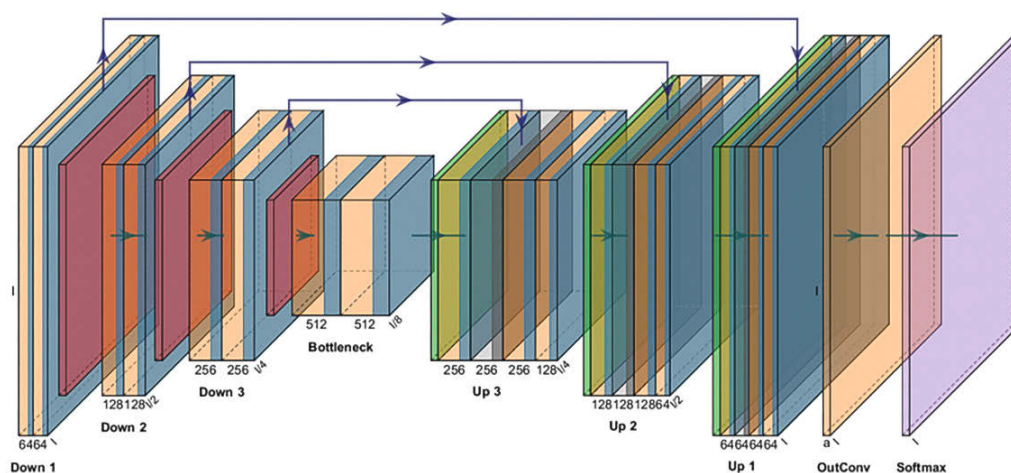 I
I
64 64 I
Down 1
128 128 I/2
Down 2
256 256 I/4
Down 3
512 512 I/8
Bottleneck
256 256 256 128 I/4
Up 3
128 128 128 64 I/2
Up 2
64 64 64 64 I
Up 1
a I
OutConv
I
Softmax